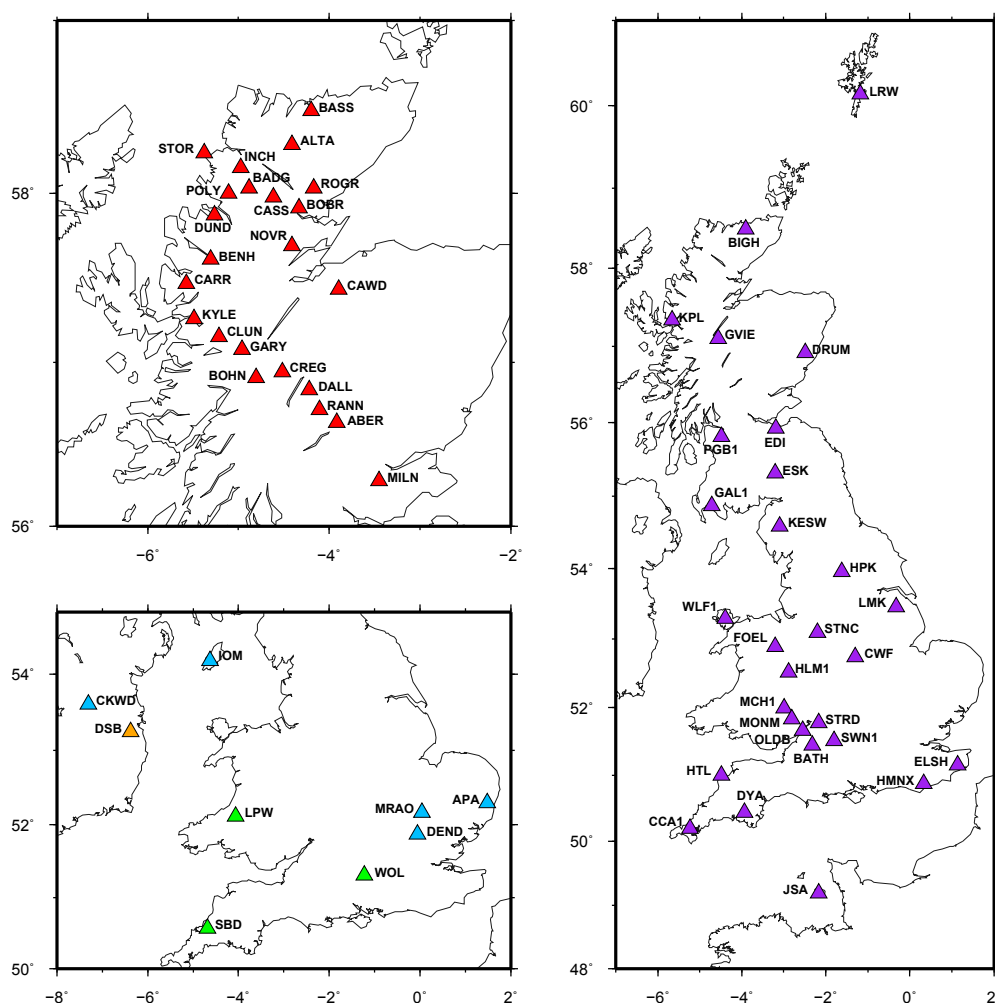 BASS
ALTA
STOR
INCH
BADG
POLY
ROGR
CASS
BOBR
DUND
NOVR
BENH
CARR
CAWD
KYLE
CLUN
GARY
BOHN
CREG
DALL
RANN
ABER
MILN
58°
56°
−6° −4° −2°
IOM
CKWD
DSB
LPW
MRAO
APA
DEND
WOL
SBD
54°
52°
50°
−8° −6° −4° −2° 0° 2°
LRW
BIGH
KPL
GVIE
DRUM
EDI
PGB1
ESK
GAL1
KESW
HPK
LMK
WLF1
STNC
FOEL
CWF
HLM1
MCH1
MONM
STRD
OLDB
SWN1
BATH
ELSH
HTL
HMNX
DYA
CCA1
JSA
60°
58°
56°
54°
52°
50°
48°
−6° −4° −2° 0° 2°